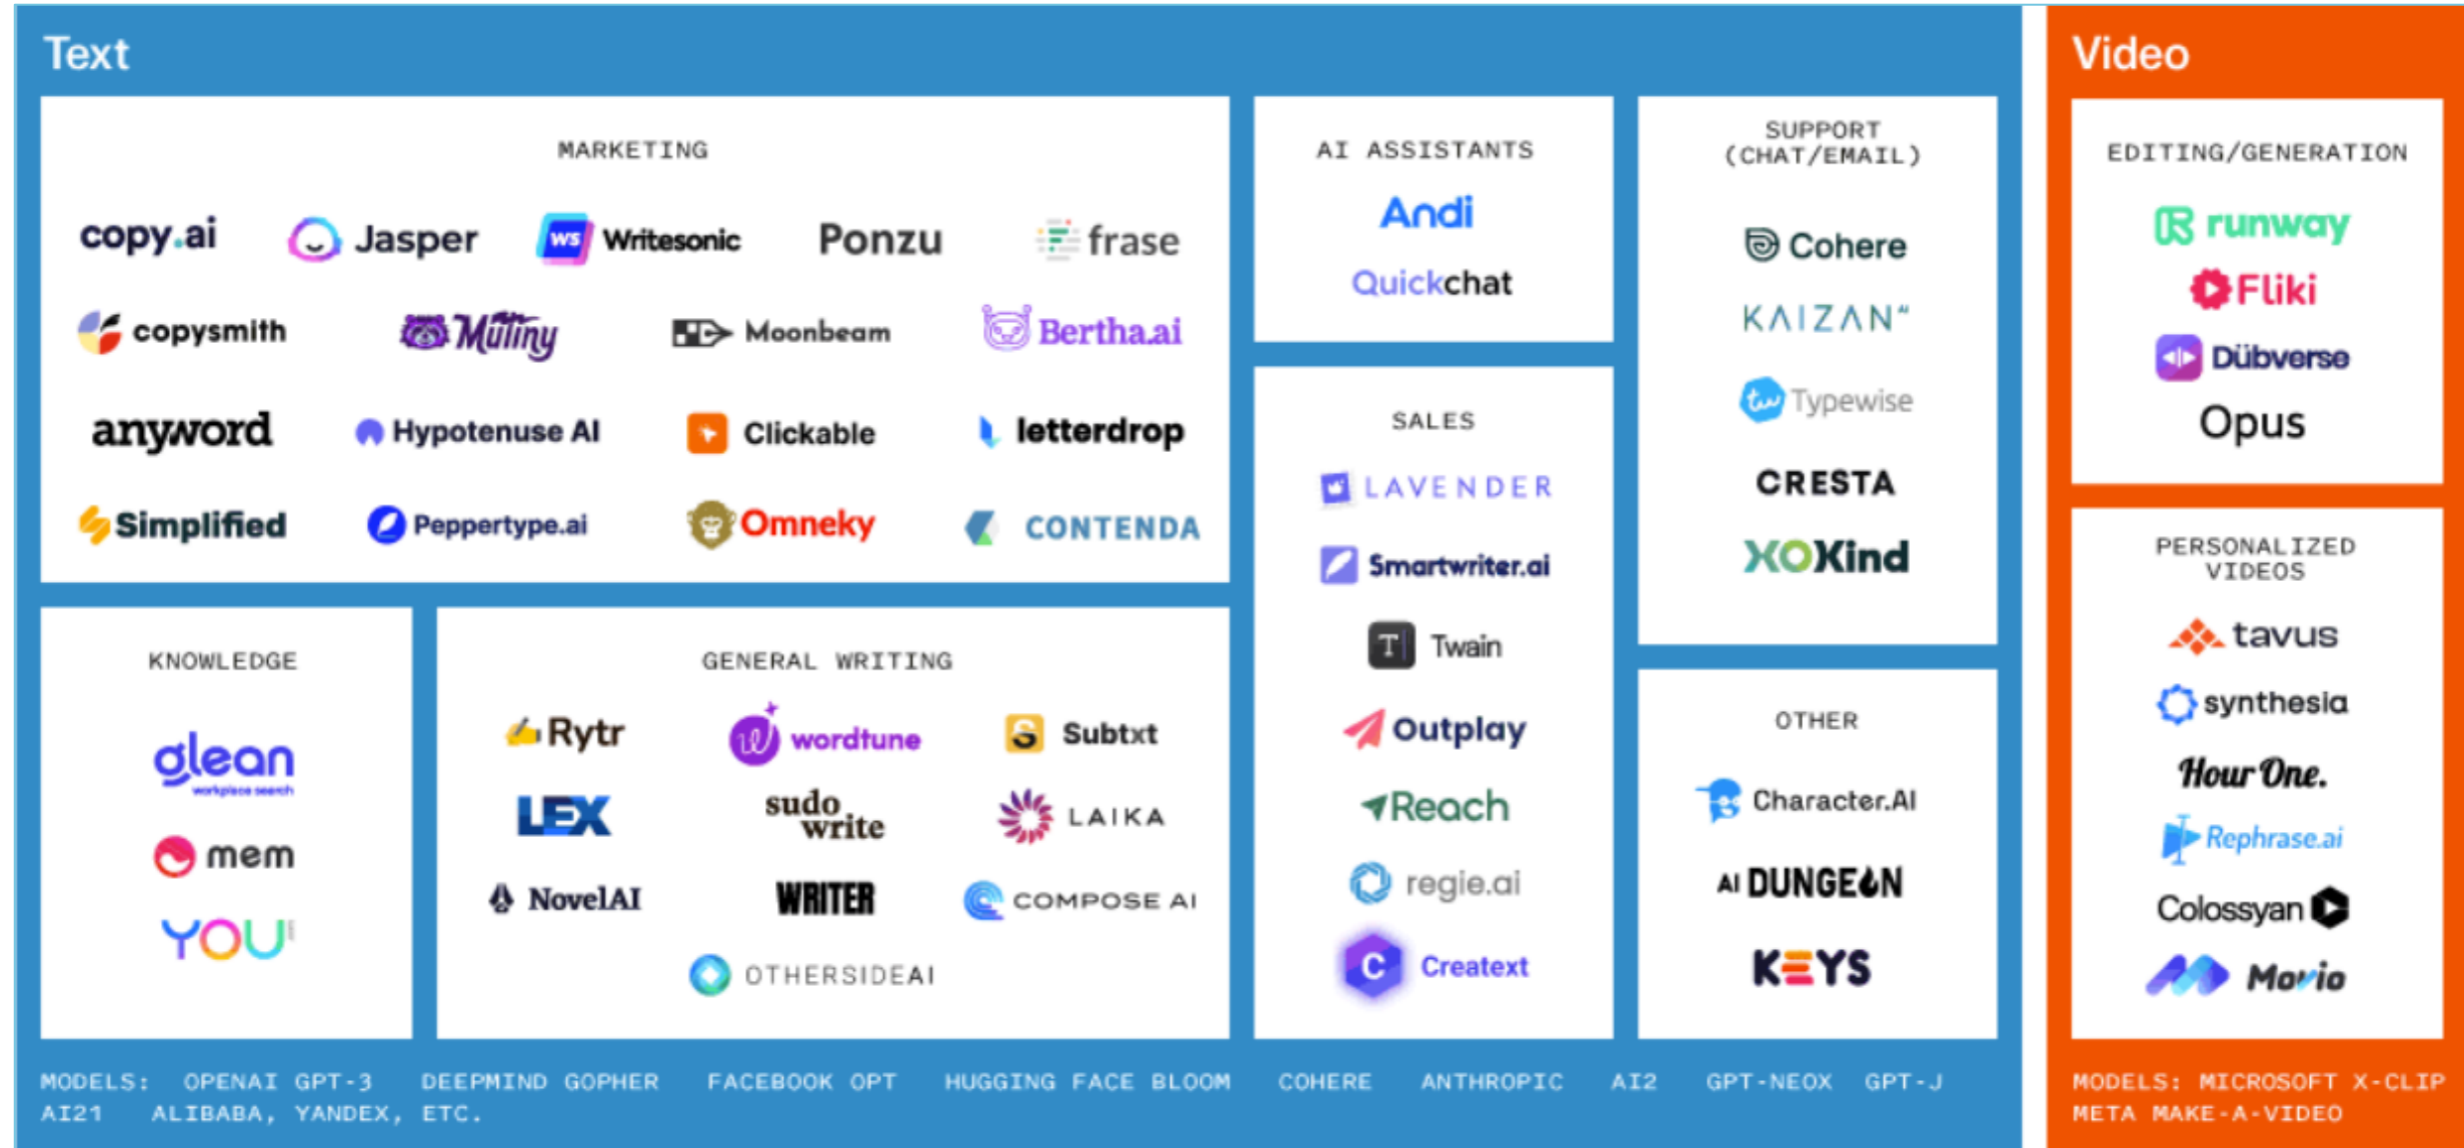 Text
MARKETING
copy.ai
Jasper
WS Writesonic
Ponzu
frase
copysmith
Mutiny
Moonbeam
Bertha.ai
anyword
Hypotenuse AI
Clickable
letterdrop
Simplified
Peppertype.ai
Omneky
CONTENDA
KNOWLEDGE
glean
workplace search
mem
YOU
GENERAL WRITING
Rytr
wordtune
S Subtxt
LEX
sudo
write
LAIKA
NovelAI
WRITER
COMPOSE AI
OTHERSIDEAI
AI ASSISTANTS
Andi
Quickchat
SALES
LAVENDER
Smartwriter.ai
T Twain
Outplay
Reach
regie.ai
C Creatext
SUPPORT
(CHAT/EMAIL)
Cohere
KAIZAN
tw Typewise
CRESTA
XOKind
OTHER
Character.AI
AI DUNGEON
KEYS
MODELS: OPENAI GPT-3 DEEPMIND GOPHER FACEBOOK OPT HUGGING FACE BLOOM COHERE ANTHROPIC AI2 GPT-NEOX GPT-J
AI21 ALIBABA, YANDEX, ETC.
Video
EDITING/GENERATION
R runway
Fliki
Dübverse
Opus
PERSONALIZED
VIDEOS
tavus
synthesia
Hour One.
Rephrase.ai
Colossyan
Movio
MODELS: MICROSOFT X-CLIP
META MAKE-A-VIDEO